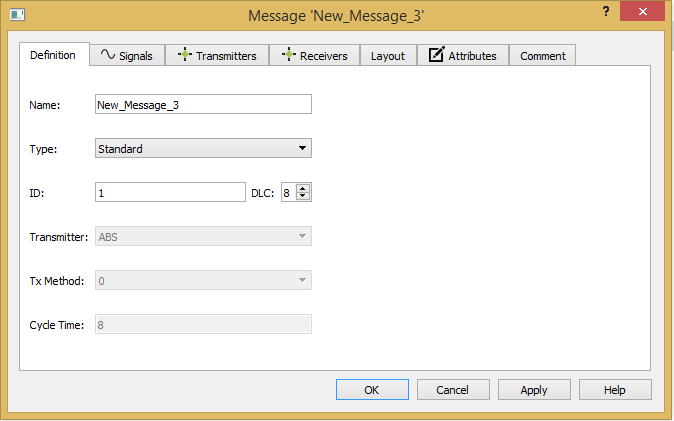 Message 'New_Message_3'
?
Definition Signals Transmitters Receivers Layout Attributes Comment
Name: New_Message_3
Type: Standard
ID: 1 DLC: 8
Transmitter: ABS
Tx Method: 0
Cycle Time: 8
OK Cancel Apply Help